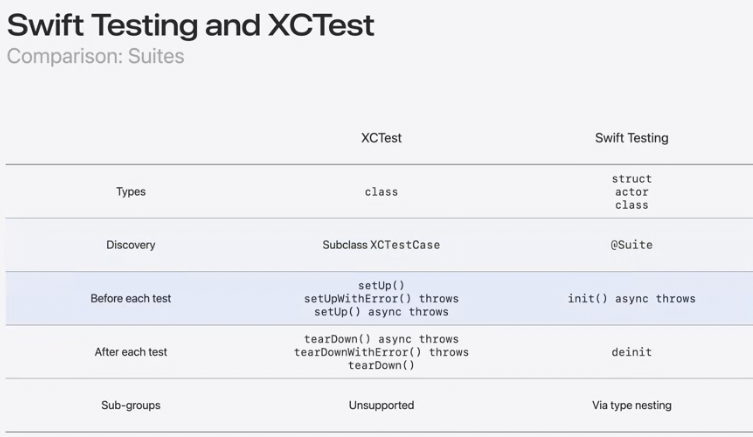 Swift Testing and XCTest
Comparison: Suites
XCTest
Swift Testing
Types
class
struct
actor
class
Discovery
Subclass XCTestCase
@Suite
Before each test
setUp()
setUpWithError() throws
setUp() async throws
init() async throws
After each test
tearDown() async throws
tearDownWithError() throws
tearDown()
deinit
Sub-groups
Unsupported
Via type nesting